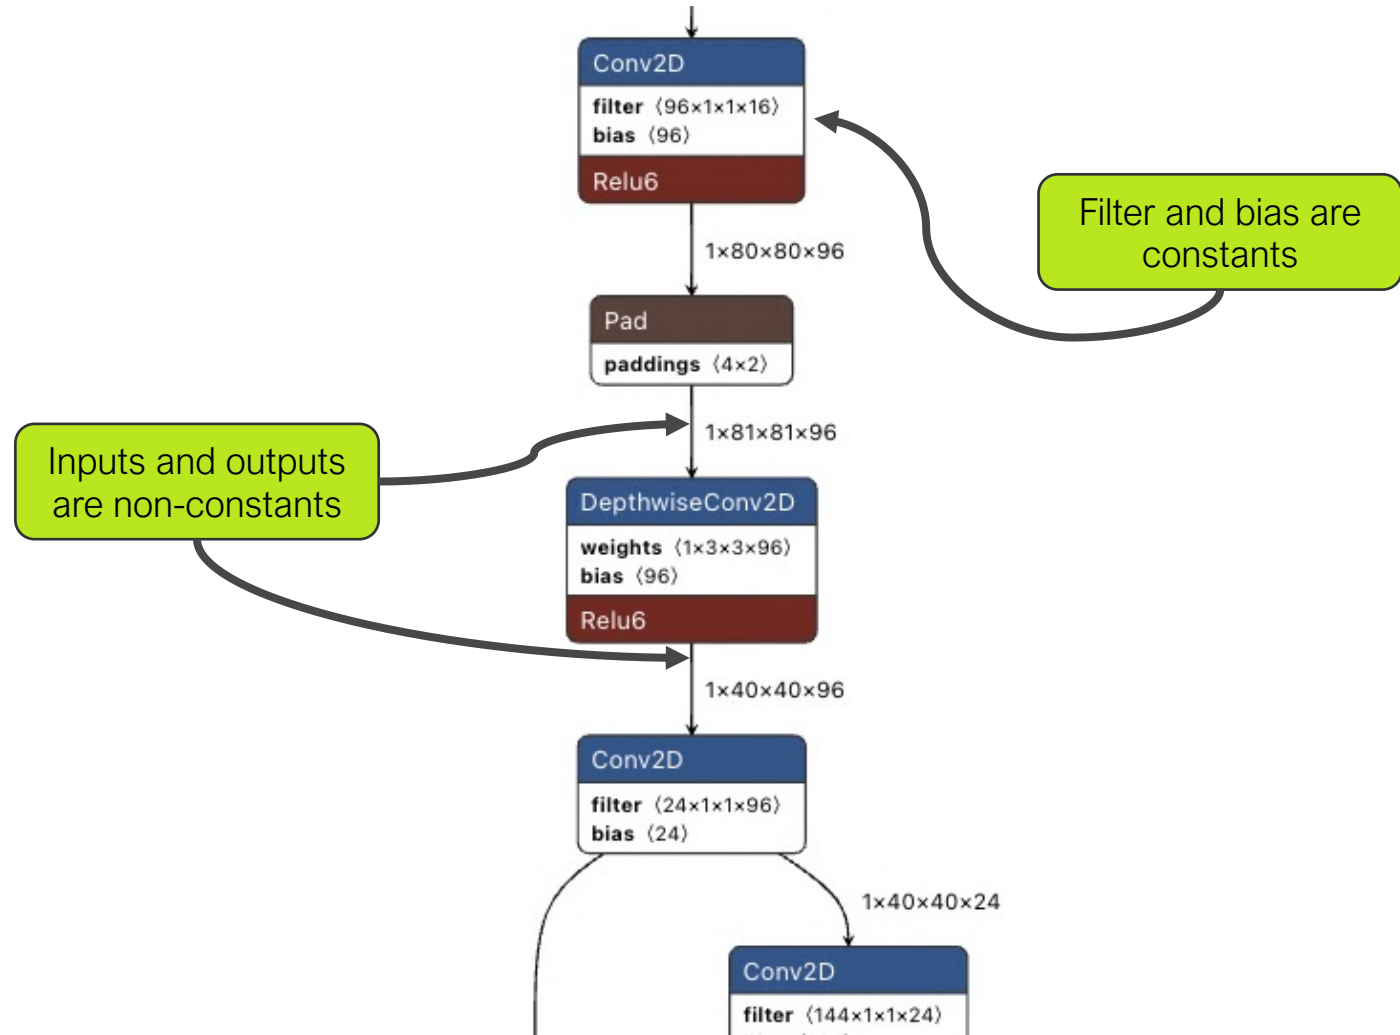 Conv2D
filter ⟨96×1×1×16⟩
bias ⟨96⟩
Relu6
Filter and bias are
constants
1×80×80×96
Pad
paddings ⟨4×2⟩
1×81×81×96
Inputs and outputs
are non-constants
DepthwiseConv2D
weights ⟨1×3×3×96⟩
bias ⟨96⟩
Relu6
1×40×40×96
Conv2D
filter ⟨24×1×1×96⟩
bias ⟨24⟩
1×40×40×24
Conv2D
filter ⟨144×1×1×24⟩